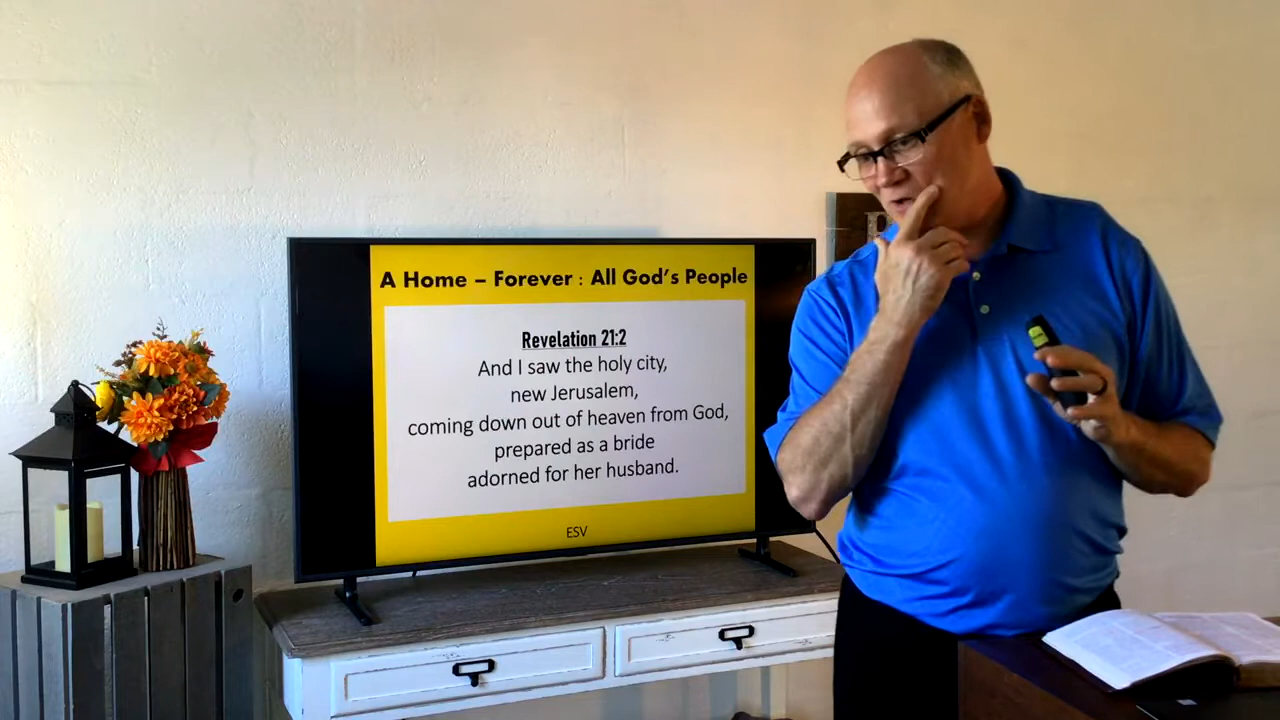 A Home – Forever : All God's People
Revelation 21:2
And I saw the holy city,
new Jerusalem,
coming down out of heaven from God,
prepared as a bride
adorned for her husband.
ESV